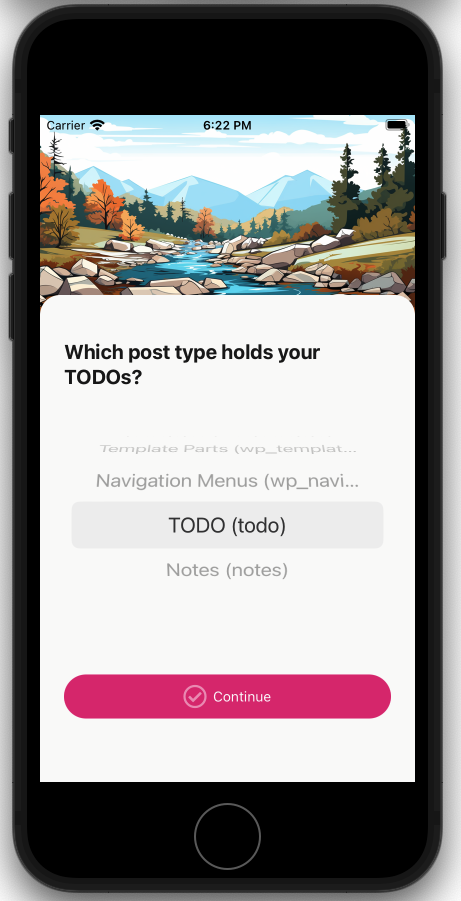 Carrier 6:22 PM
Which post type holds your
TODOs?
Template Parts (wp_templat...
Navigation Menus (wp_navi...
TODO (todo)
Notes (notes)
Continue